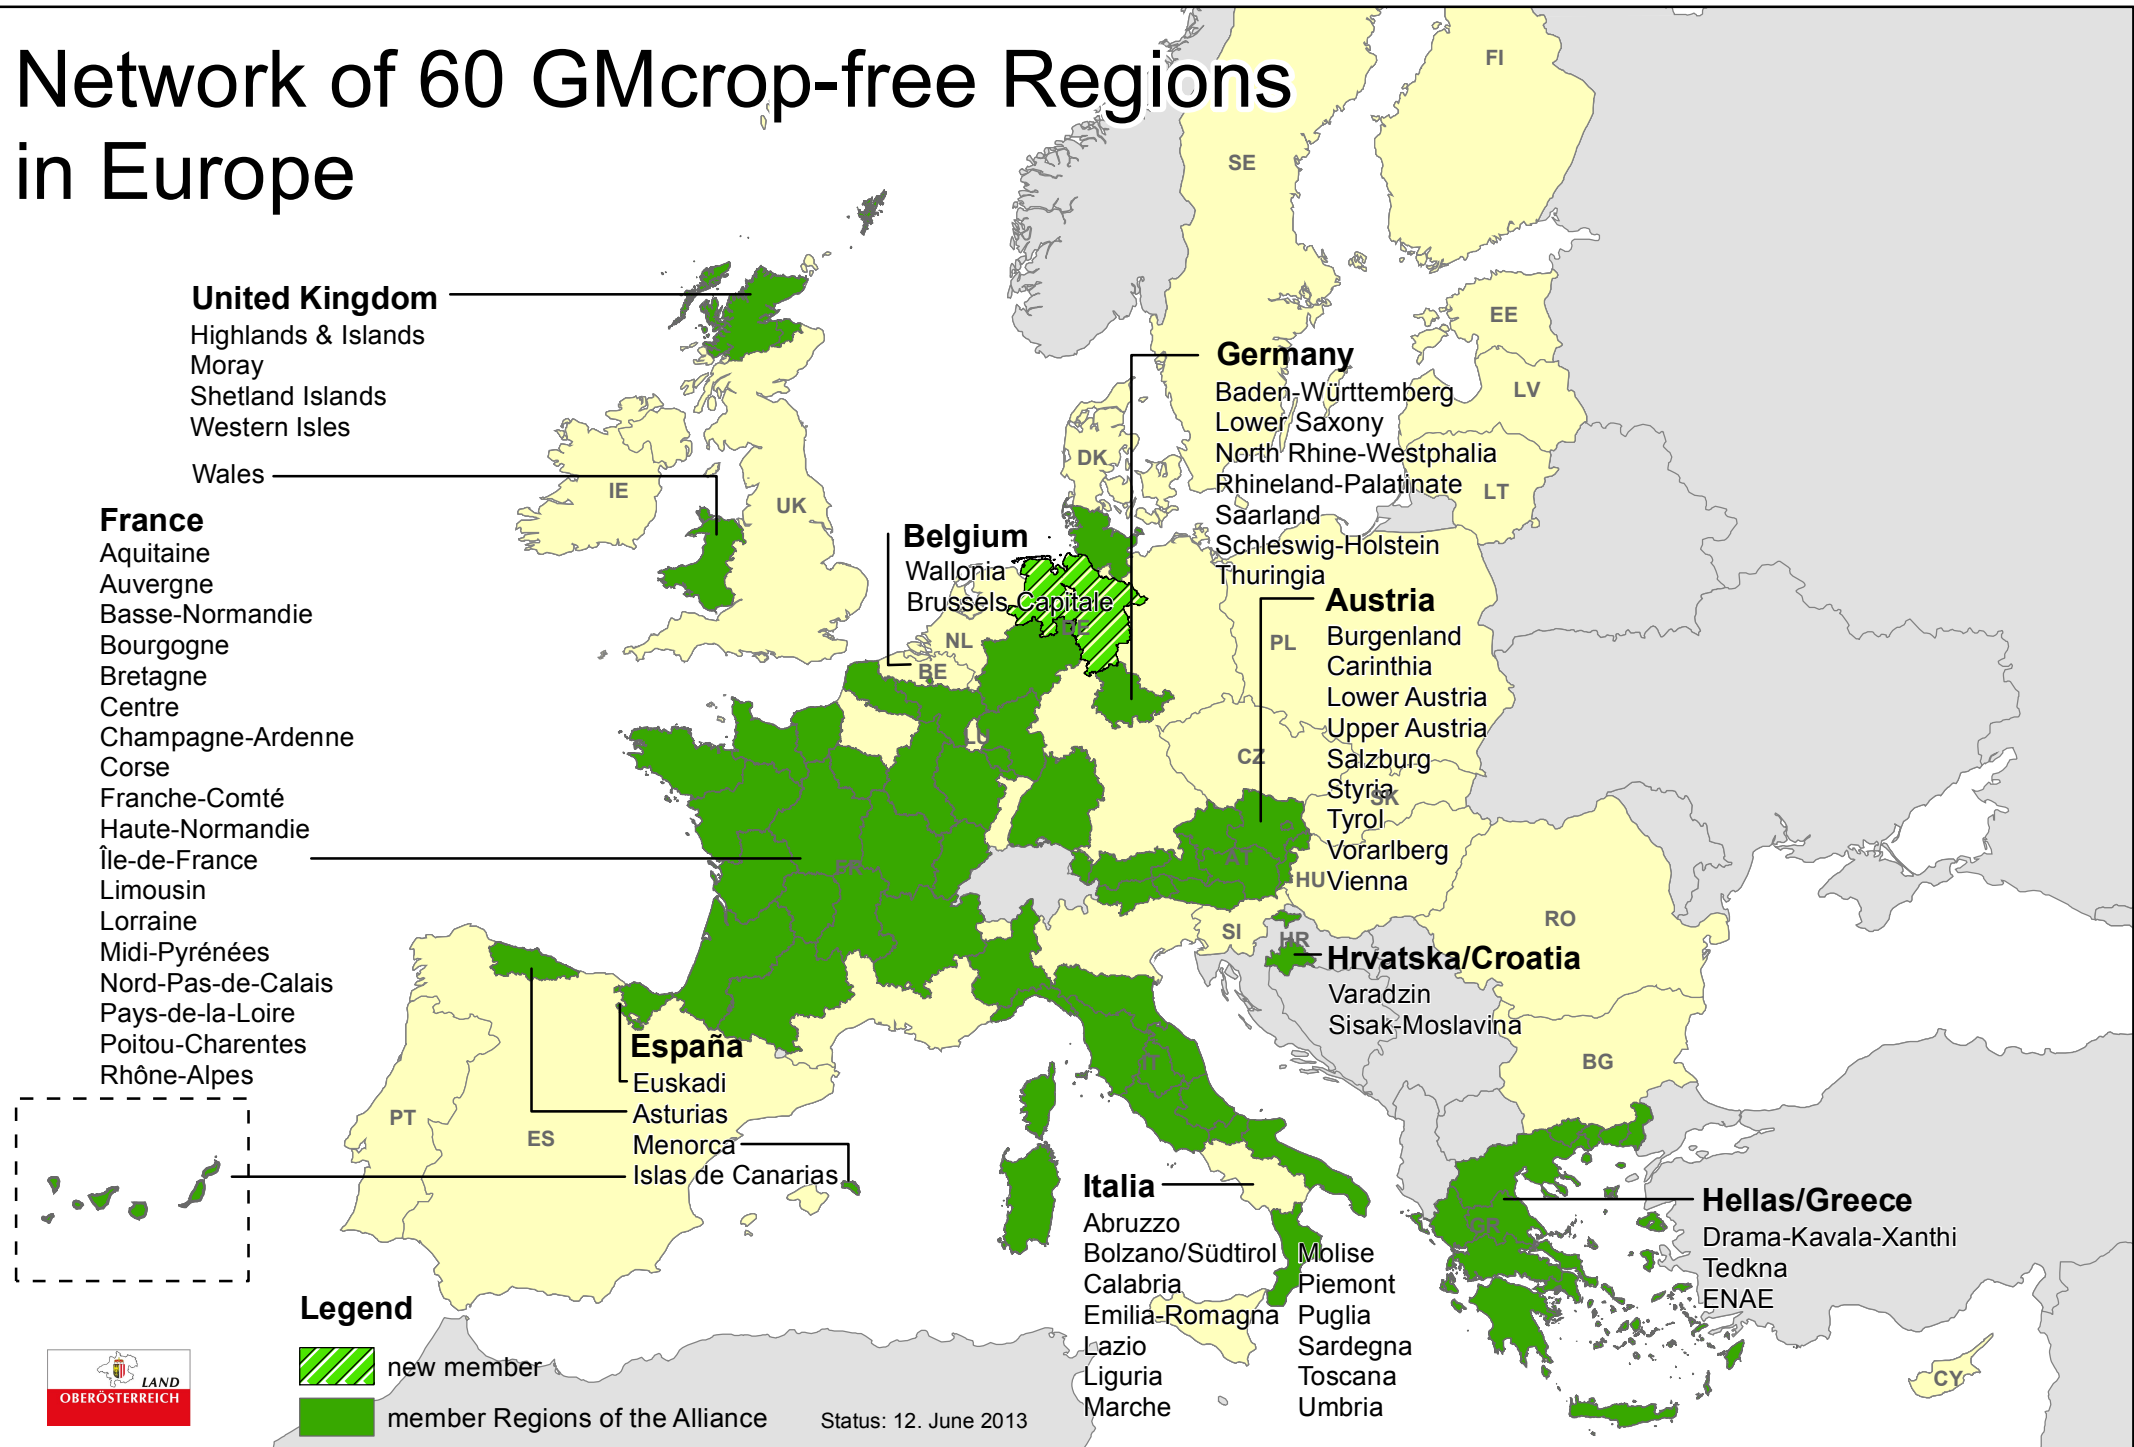 Network of 60 GMcrop-free Regions
in Europe
United Kingdom
Highlands & Islands
Moray
Shetland Islands
Western Isles
Wales
France
Aquitaine
Auvergne
Basse-Normandie
Bourgogne
Bretagne
Centre
Champagne-Ardenne
Corse
Franche-Comté
Haute-Normandie
Île-de-France
Limousin
Lorraine
Midi-Pyrénées
Nord-Pas-de-Calais
Pays-de-la-Loire
Poitou-Charentes
Rhône-Alpes
Belgium
Wallonia
Brussels Capitale
Germany
Baden-Württemberg
Lower Saxony
North Rhine-Westphalia
Rhineland-Palatinate
Saarland
Schleswig-Holstein
Thuringia
Austria
Burgenland
Carinthia
Lower Austria
Upper Austria
Salzburg
Styria
Tyrol
Vorarlberg
Vienna
Hrvatska/Croatia
Varadzin
Sisak-Moslavina
España
Euskadi
Asturias
Menorca
Islas de Canarias
Italia
Abruzzo
Bolzano/Südtirol
Calabria
Emilia-Romagna
Lazio
Liguria
Marche
Molise
Piemont
Puglia
Sardegna
Toscana
Umbria
Hellas/Greece
Drama-Kavala-Xanthi
Tedkna
ENAE
FI
SE
EE
LV
LT
DK
IE
UK
NL
BE
DE
PL
LU
CZ
SK
FR
AT
HU
SI
HR
RO
BG
IT
PT
ES
GR
CY
Legend
new member
member Regions of the Alliance
Status: 12. June 2013
LAND
OBERÖSTERREICH